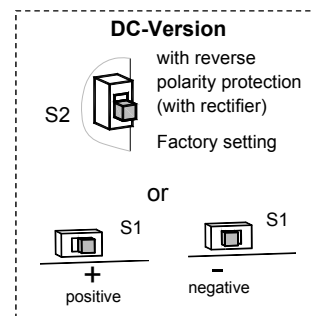 DC-Version
with reverse
polarity protection
(with rectifier)
S2
Factory setting
or
S1
S1
+
-
positive
negative